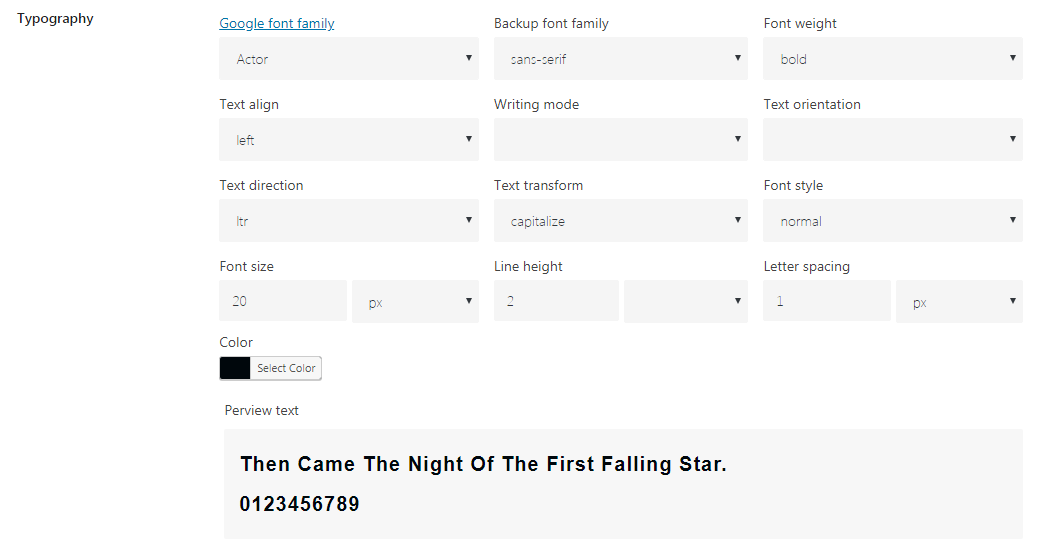 Typography
Google font family Backup font family Font weight
Actor sans-serif bold
Text align Writing mode Text orientation
left
Text direction Text transform Font style
ltr capitalize normal
Font size Line height Letter spacing
20 px 2 1 px
Color
Select Color
Perview text
Then Came The Night Of The First Falling Star.
0123456789